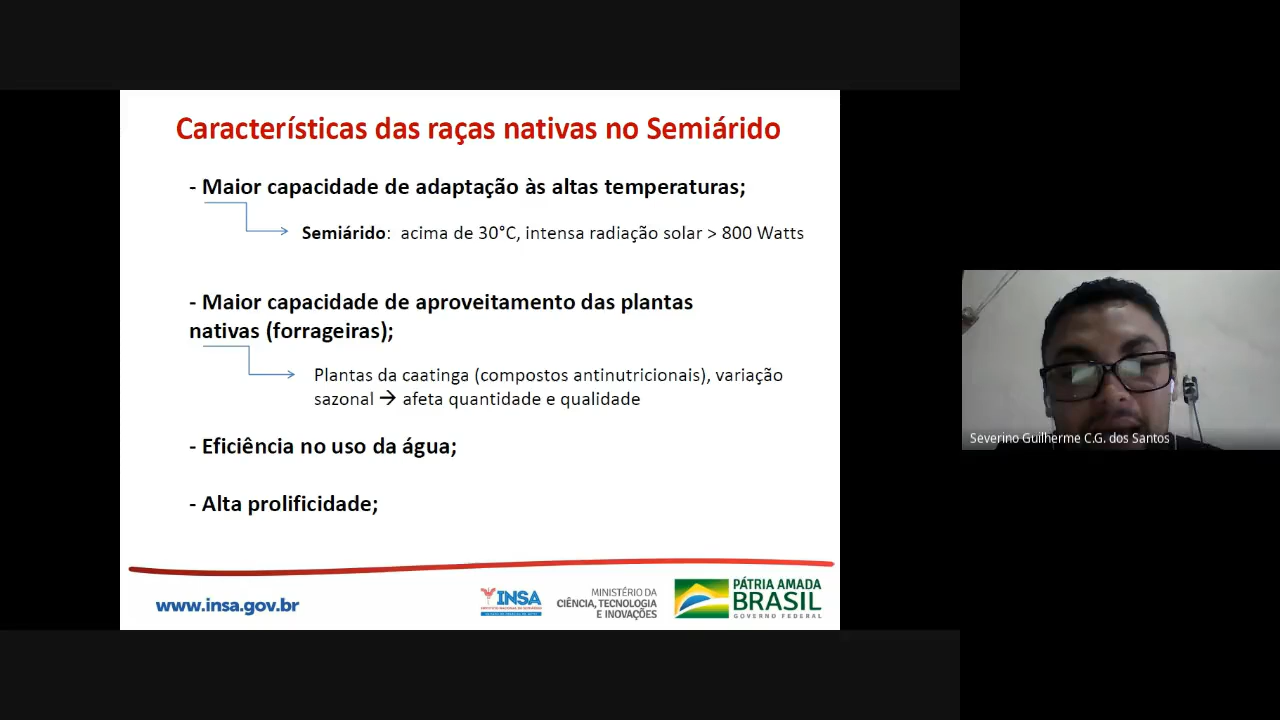 Características das raças nativas no Semiárido
- Maior capacidade de adaptação às altas temperaturas;
Semiárido: acima de 30°C, intensa radiação solar > 800 Watts
- Maior capacidade de aproveitamento das plantas
nativas (forrageiras);
Plantas da caatinga (compostos antinutricionais), variação
sazonal → afeta quantidade e qualidade
- Eficiência no uso da água;
- Alta prolificidade;
www.insa.gov.br
INSA
MINISTÉRIO DA
CIÊNCIA, TECNOLOGIA
E INOVAÇÕES
PÁTRIA AMADA
BRASIL
GOVERNO FEDERAL
Severino Guilherme C.G. dos Santos